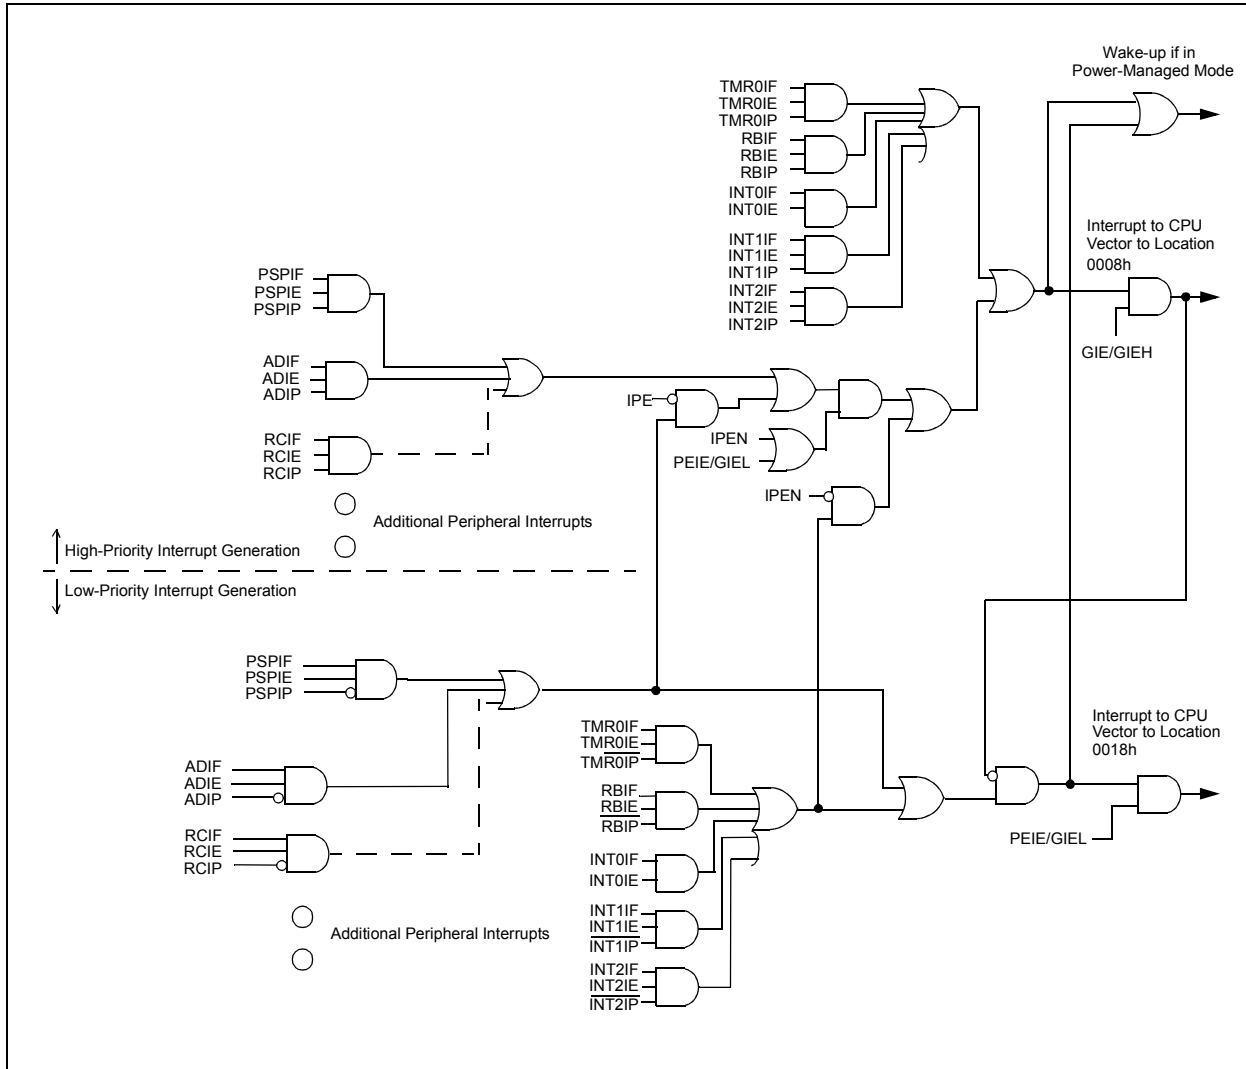 Wake-up if in
Power-Managed Mode
TMR0IF
TMR0IE
TMR0IP
RBIF
RBIE
RBIP
INT0IF
INT0IE
INT1IF
INT1IE
INT1IP
INT2IF
INT2IE
INT2IP
Interrupt to CPU
Vector to Location
0008h
GIE/GIEH
PSPIF
PSPIE
PSPIP
ADIF
ADIE
ADIP
RCIF
RCIE
RCIP
IPE
IPEN
PEIE/GIEL
IPEN
Additional Peripheral Interrupts
High-Priority Interrupt Generation
Low-Priority Interrupt Generation
PSPIF
PSPIE
PSPIP
ADIF
ADIE
ADIP
RCIF
RCIE
RCIP
Additional Peripheral Interrupts
TMR0IF
TMR0IE
TMR0IP
RBIF
RBIE
RBIP
INT0IF
INT0IE
INT1IF
INT1IE
INT1IP
INT2IF
INT2IE
INT2IP
Interrupt to CPU
Vector to Location
0018h
PEIE/GIEL